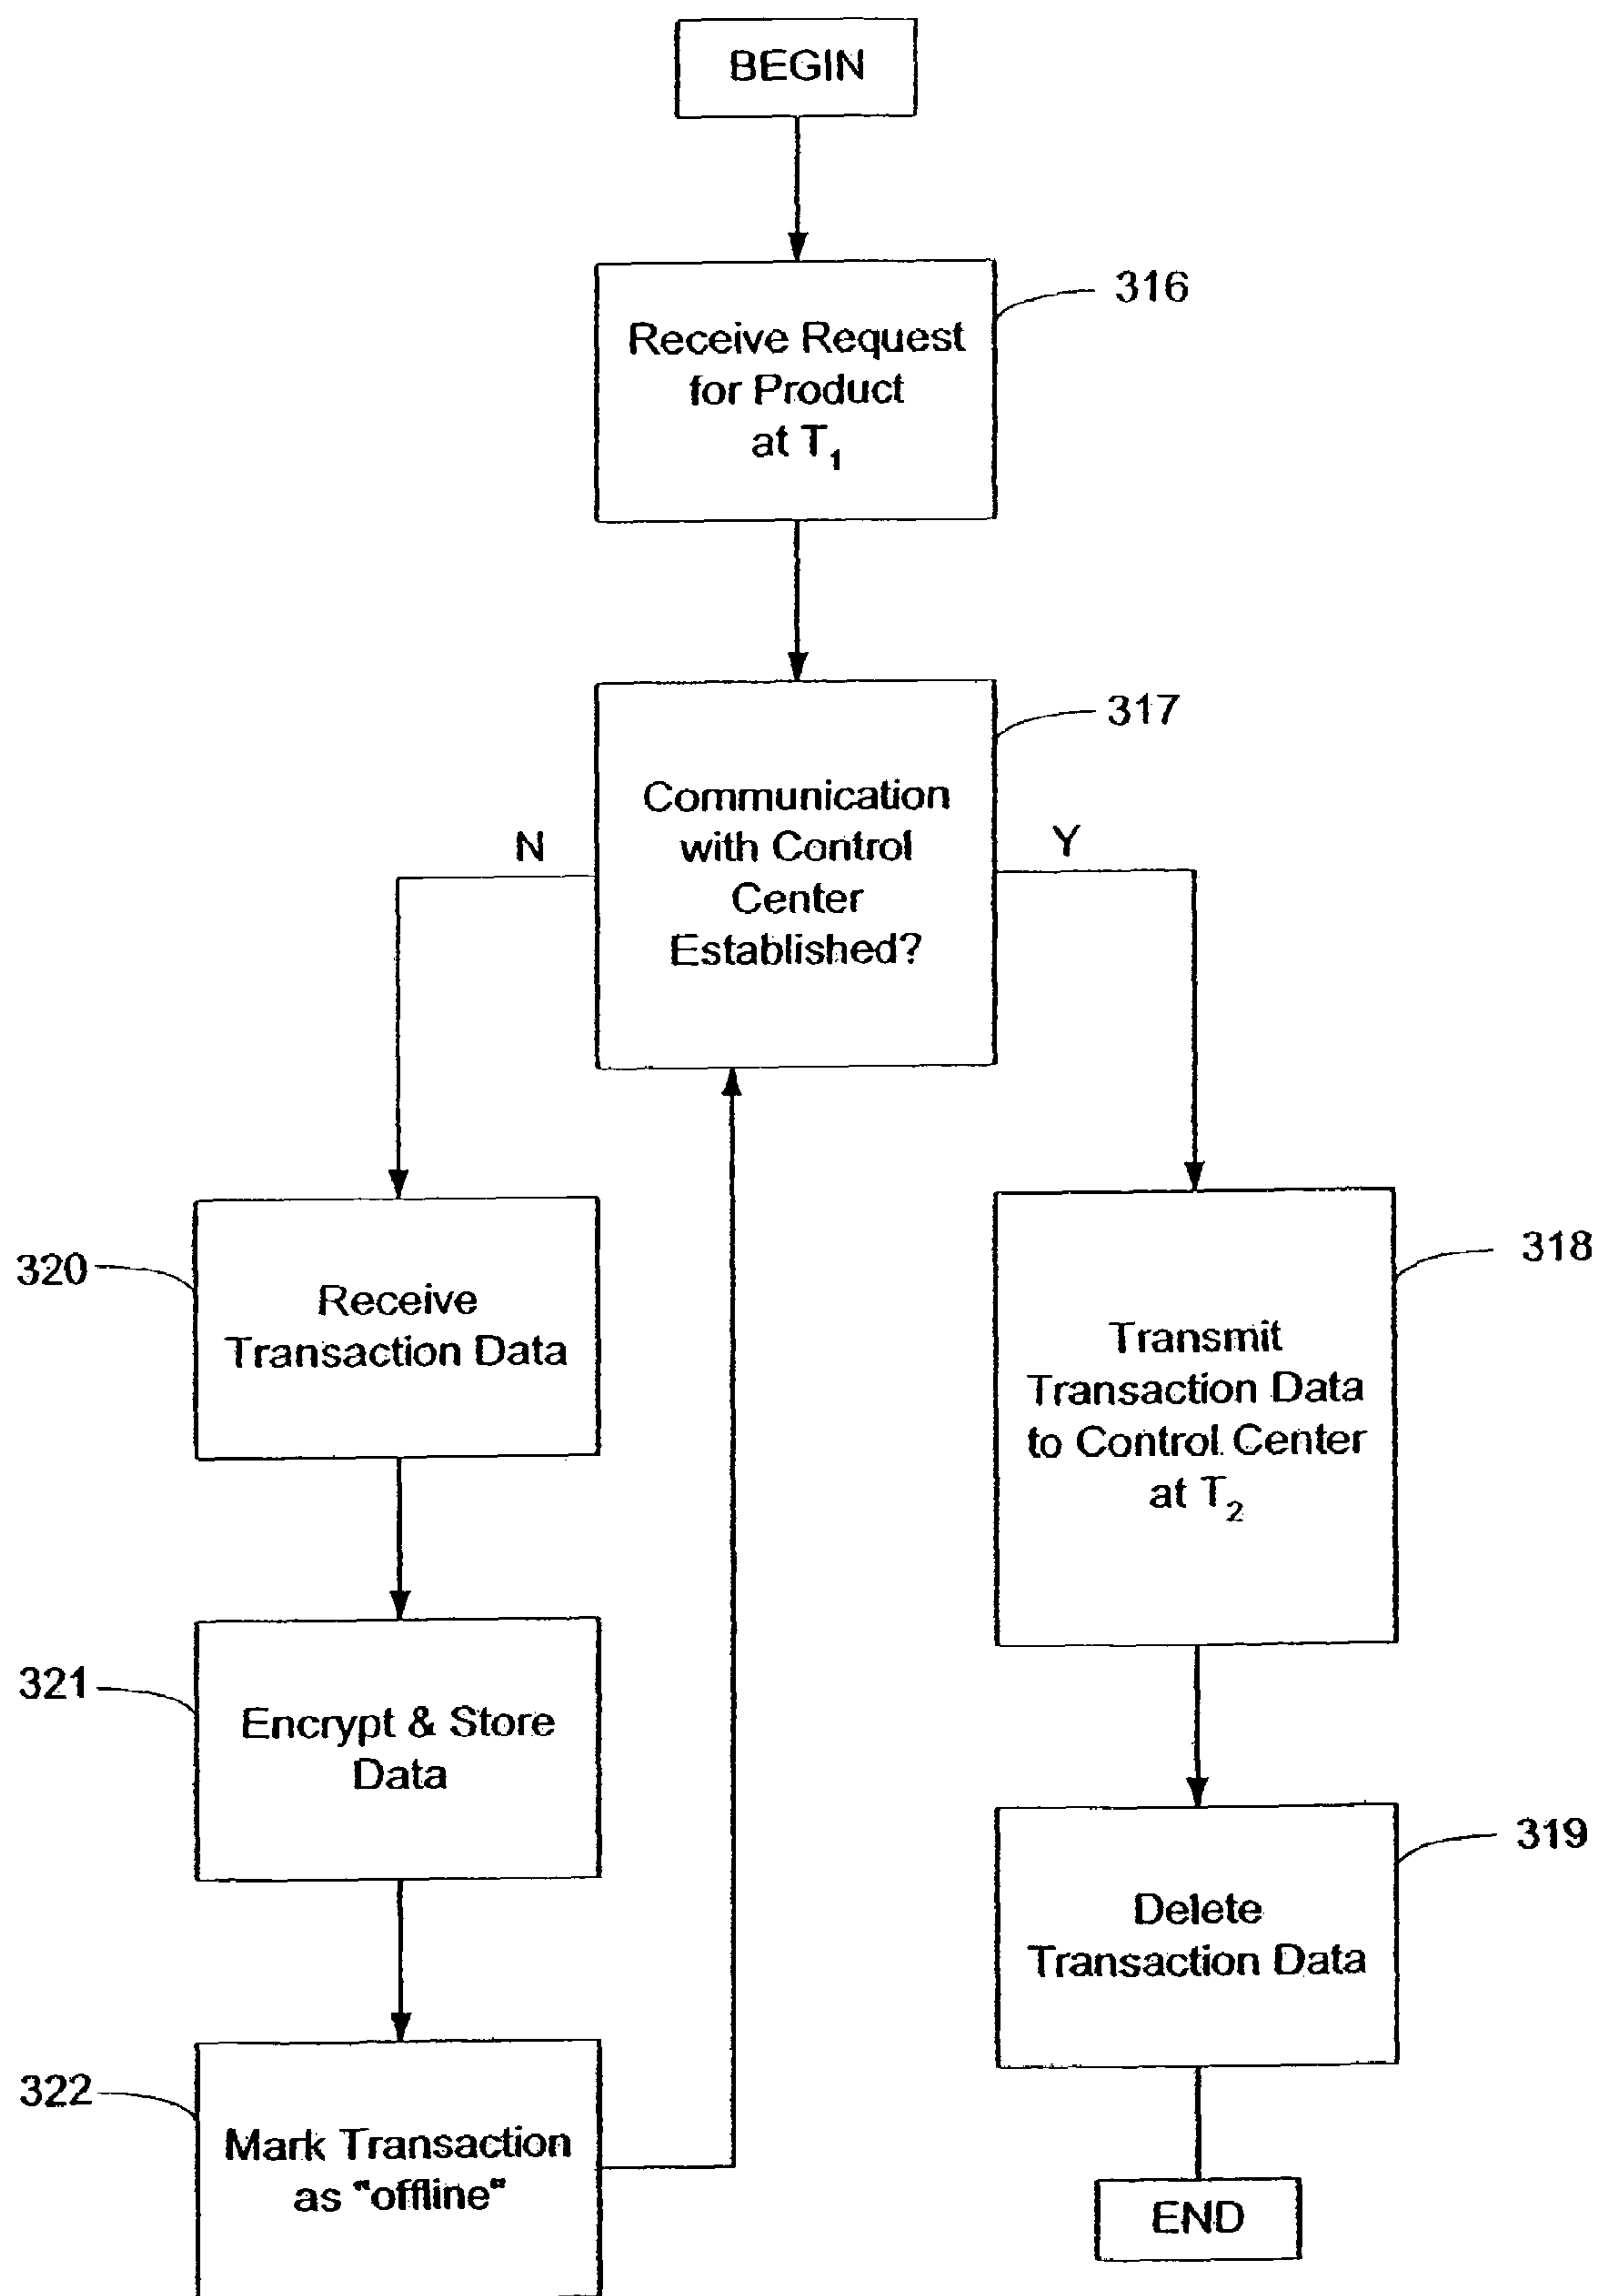 BEGIN
316
Receive Request
for Product
at T₁
317
Communication
with Control
Center
Established?
N
Y
320
Receive
Transaction Data
318
Transmit
Transaction Data
to Control Center
at T₂
321
Encrypt & Store
Data
319
Delete
Transaction Data
322
Mark Transaction
as "offline"
END